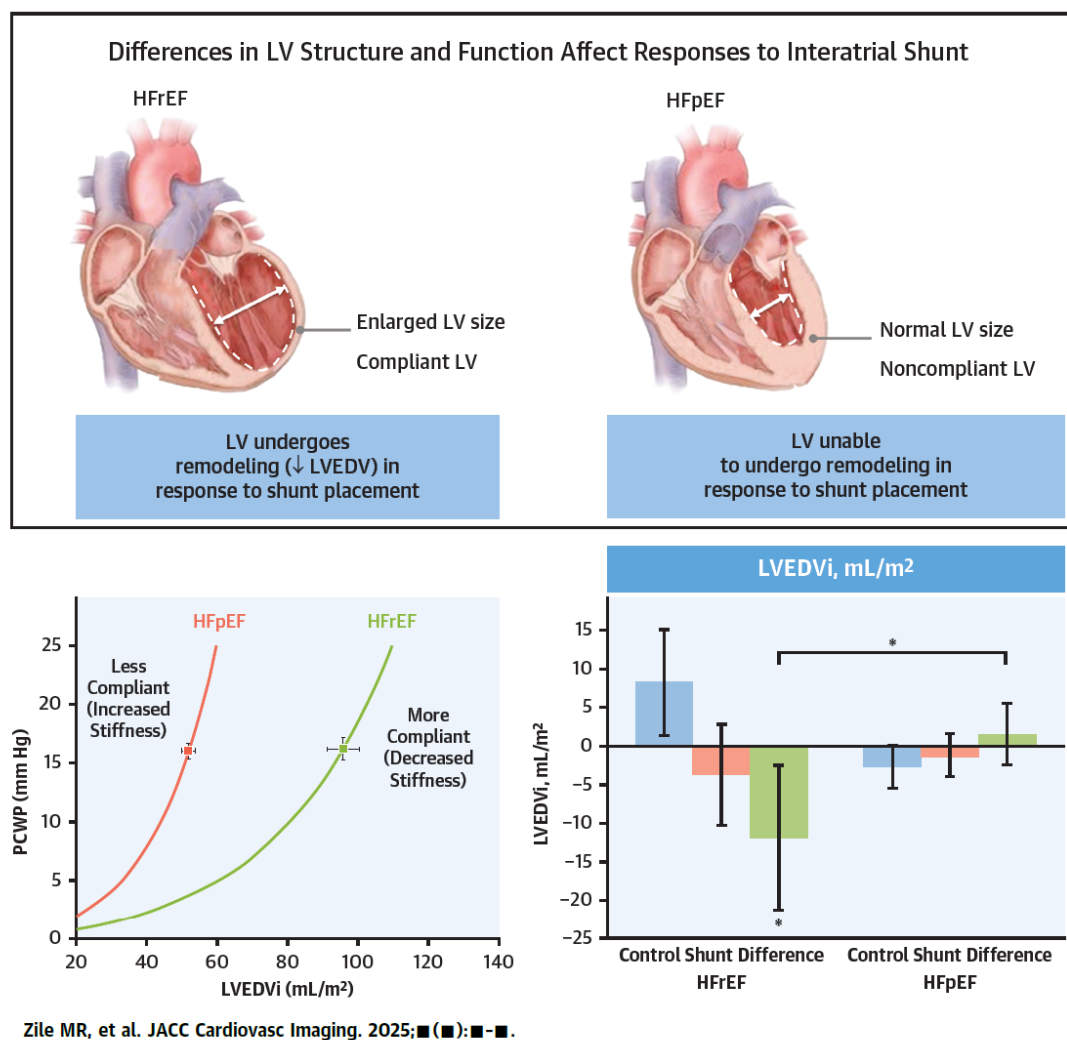 Differences in LV Structure and Function Affect Responses to Interatrial Shunt
HFrEF
Enlarged LV size
Compliant LV
LV undergoes
remodeling (↓ LVEDV) in
response to shunt placement
HFpEF
Normal LV size
Noncompliant LV
LV unable
to undergo remodeling in
response to shunt placement
PCWP (mm Hg)
25
20
15
10
5
0
HFpEF
HFrEF
Less
Compliant
(Increased
Stiffness)
More
Compliant
(Decreased
Stiffness)
20 40 60 80 100 120 140
LVEDVi (mL/m²)
LVEDVi, mL/m²
LVEDVi, mL/m²
15
10
5
0
−5
−10
−15
−20
−25
*
*
Control Shunt Difference
HFrEF
Control Shunt Difference
HFpEF
Zile MR, et al. JACC Cardiovasc Imaging. 2025;■(■):■-■.